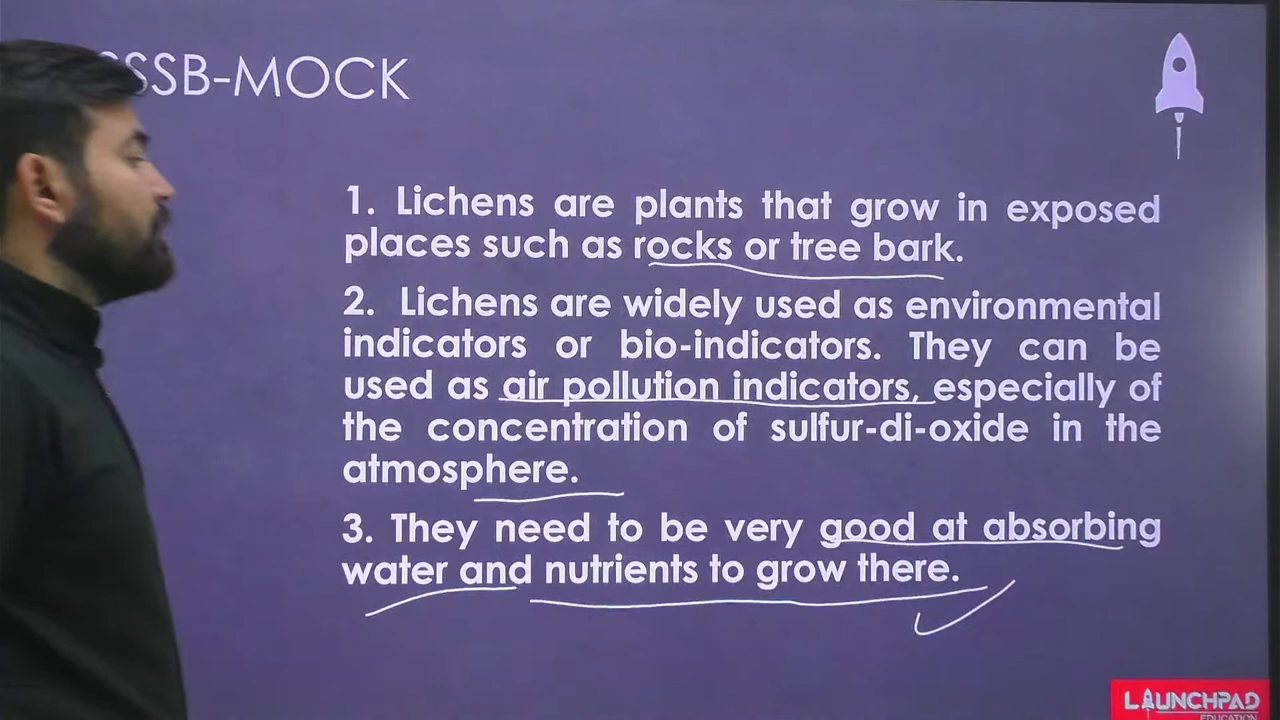 SSB-MOCK
1. Lichens are plants that grow in exposed
places such as rocks or tree bark.
2. Lichens are widely used as environmental
indicators or bio-indicators. They can be
used as air pollution indicators, especially of
the concentration of sulfur-di-oxide in the
atmosphere.
3. They need to be very good at absorbing
water and nutrients to grow there.
LAUNCHPAD
EDUCATION